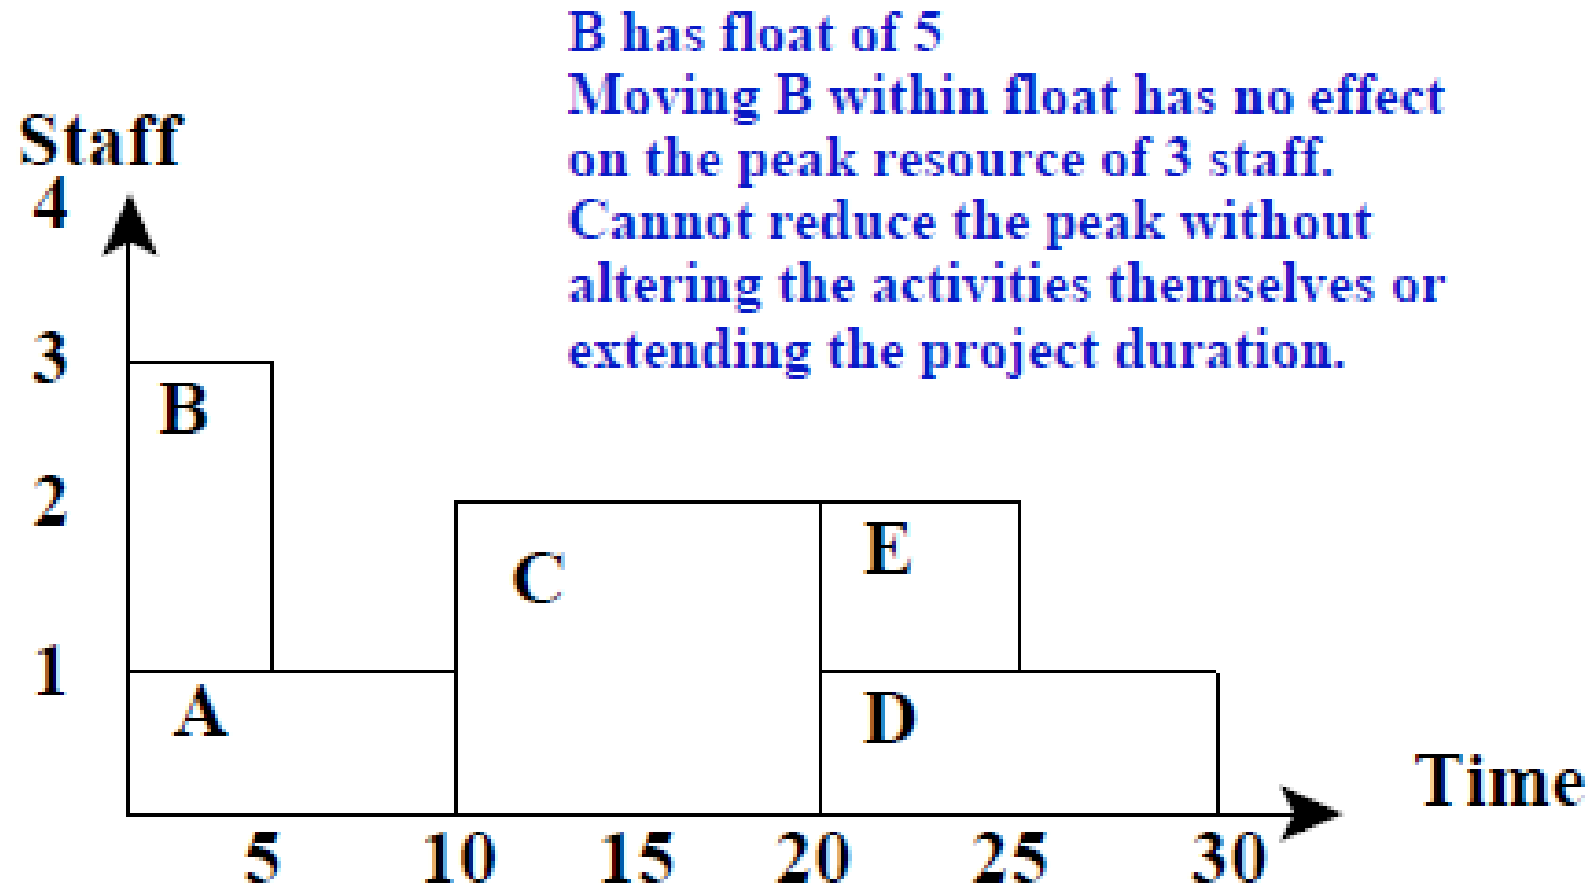 B has float of 5
Moving B within float has no effect
on the peak resource of 3 staff.
Cannot reduce the peak without
altering the activities themselves or
extending the project duration.
Staff
4
3
B
2
E
C
1
A
D
Time
5 10 15 20 25 30